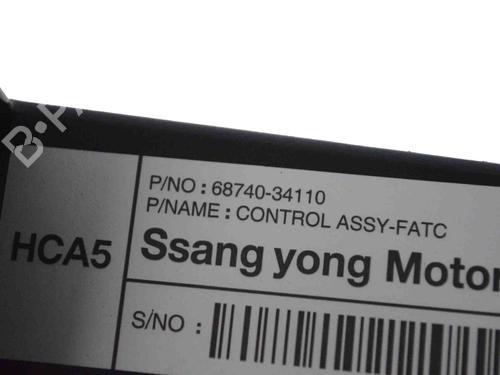 P/NO : 68740-34110
P/NAME : CONTROL ASSY-FATC
HCA5
Ssang yong Motor
S/NO :